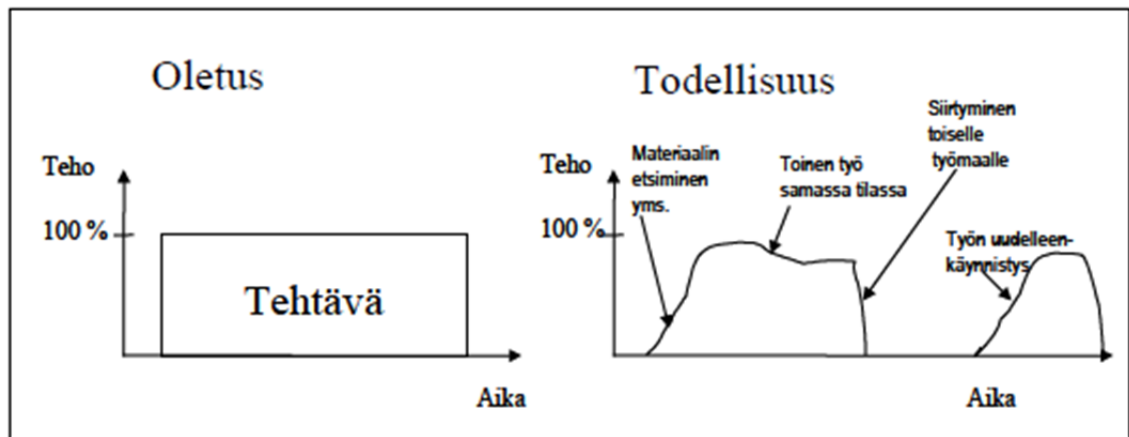 Oletus
Teho
100 %
Tehtävä
Aika
Todellisuus
Teho
100 %
Materiaalin
etsiminen
yms.
Toinen työ
samassa tilassa
Siirtyminen
toiselle
työmaalle
Työn uudelleen-
käynnistys
Aika